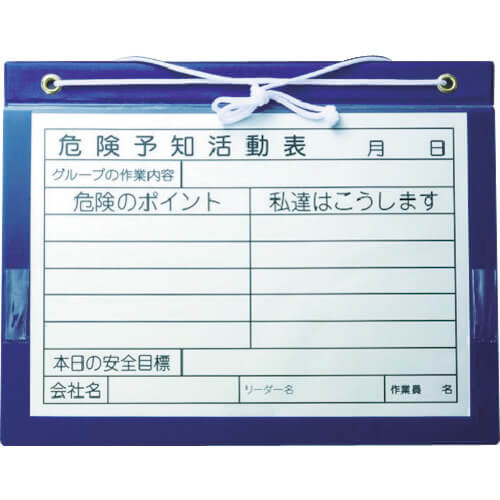 危険予知活動表 月 日
グループの作業内容
危険のポイント 私達はこうします
本日の安全目標
会社名 リーダー名 作業員 名